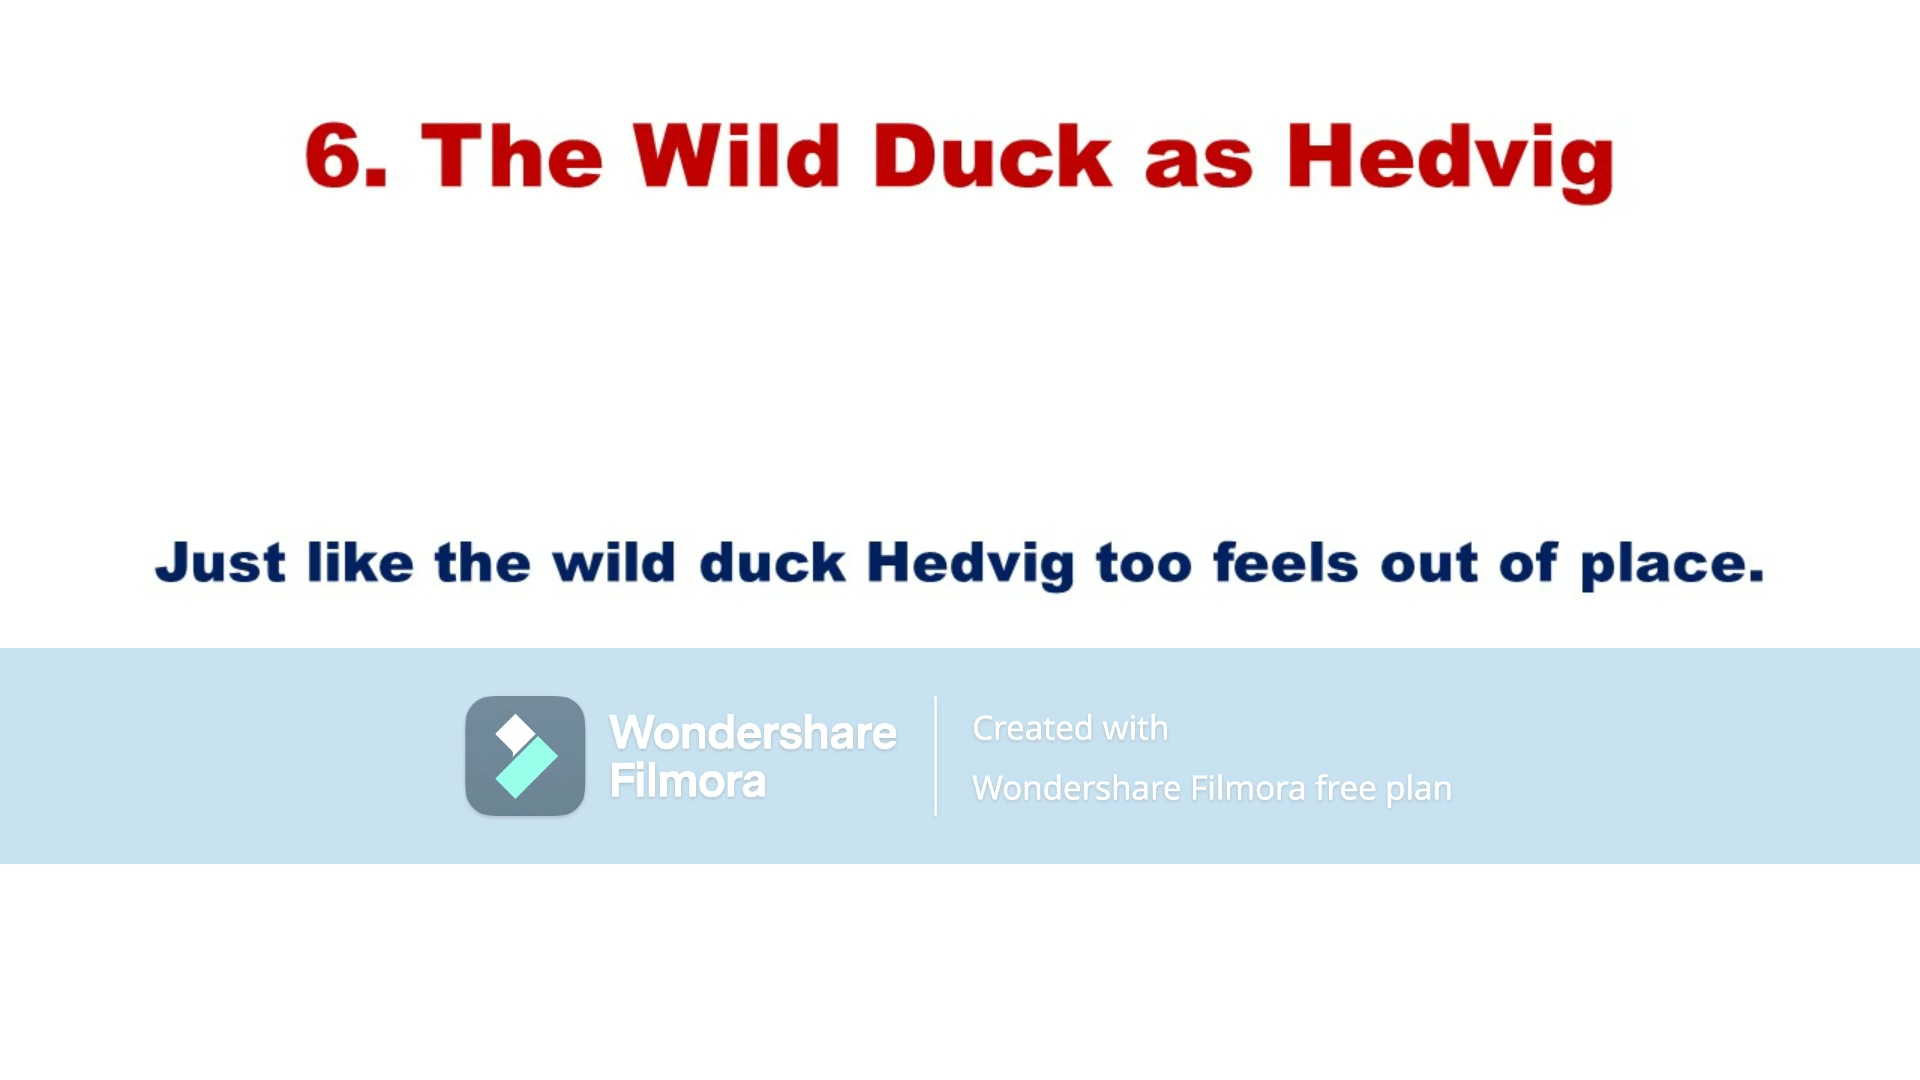 6. The Wild Duck as Hedvig
Just like the wild duck Hedvig too feels out of place.
Wondershare
Filmora
Created with
Wondershare Filmora free plan